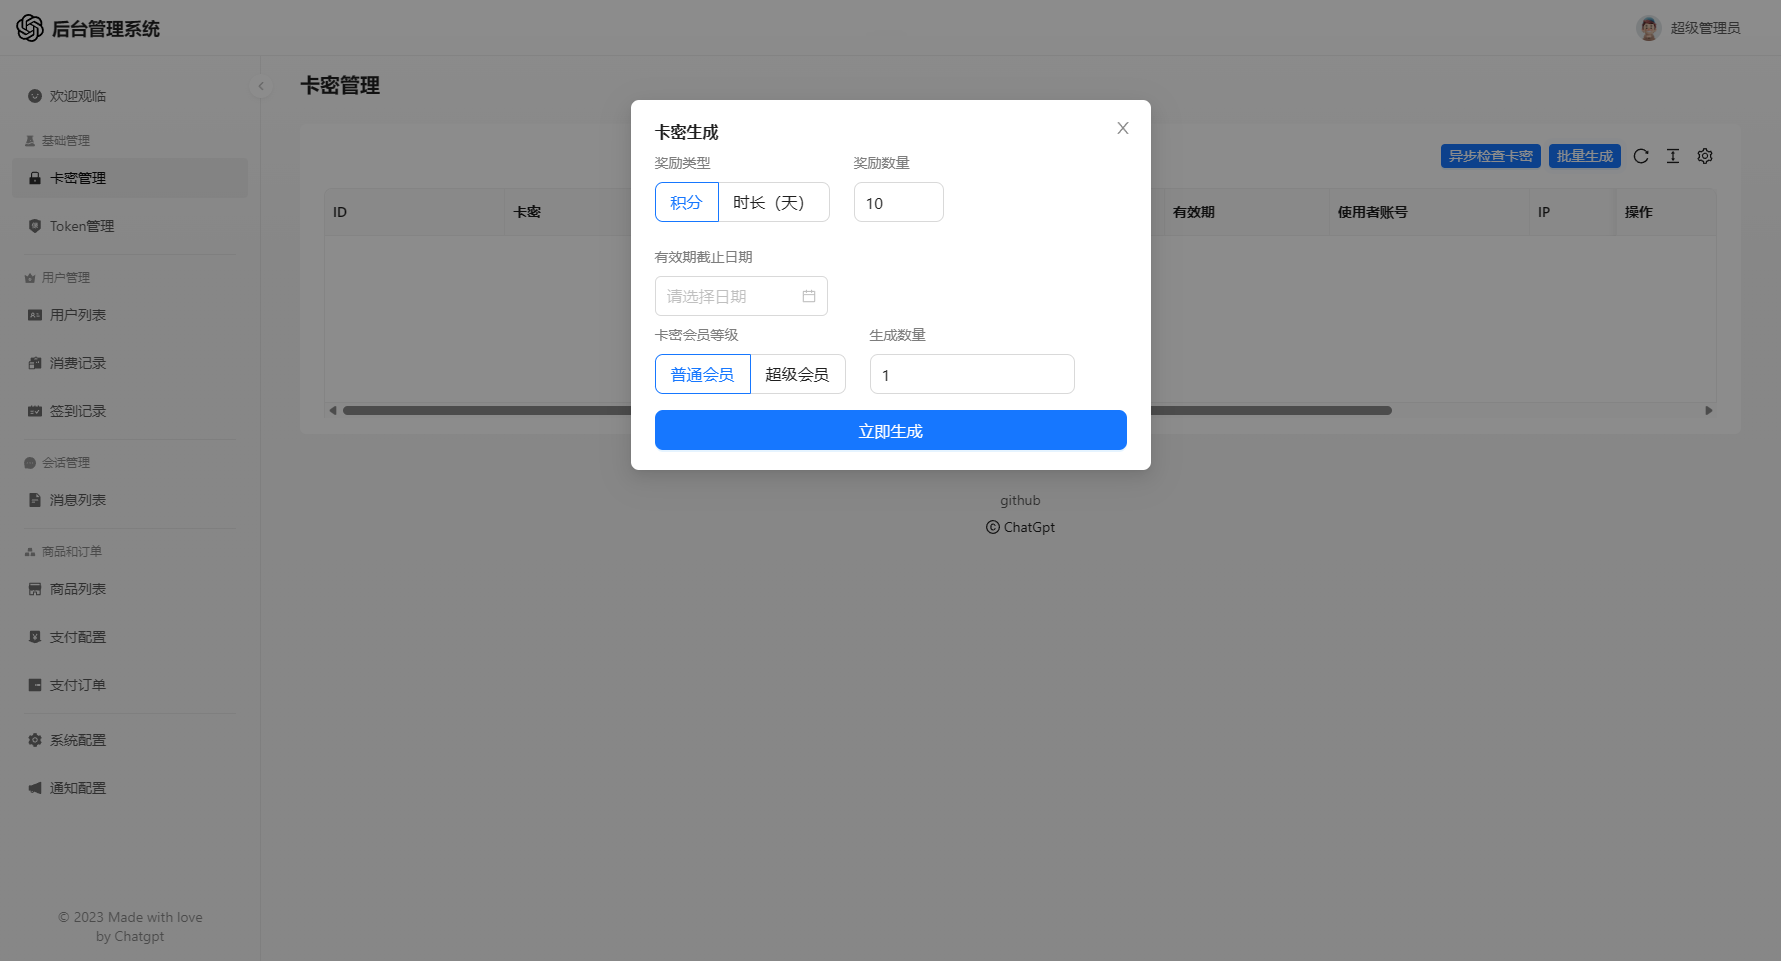 后台管理系统
超级管理员
欢迎观临
基础管理
卡密管理
Token管理
用户管理
用户列表
消费记录
签到记录
会话管理
消息列表
商品和订单
商品列表
支付配置
支付订单
系统配置
通知配置
© 2023 Made with love
by Chatgpt
卡密管理
异步检查卡密 批量生成
ID 卡密 有效期 使用者账号 IP 操作
卡密生成
奖励类型 奖励数量
积分 时长（天） 10
有效期截止日期
请选择日期
卡密会员等级 生成数量
普通会员 超级会员 1
立即生成
github
© ChatGpt